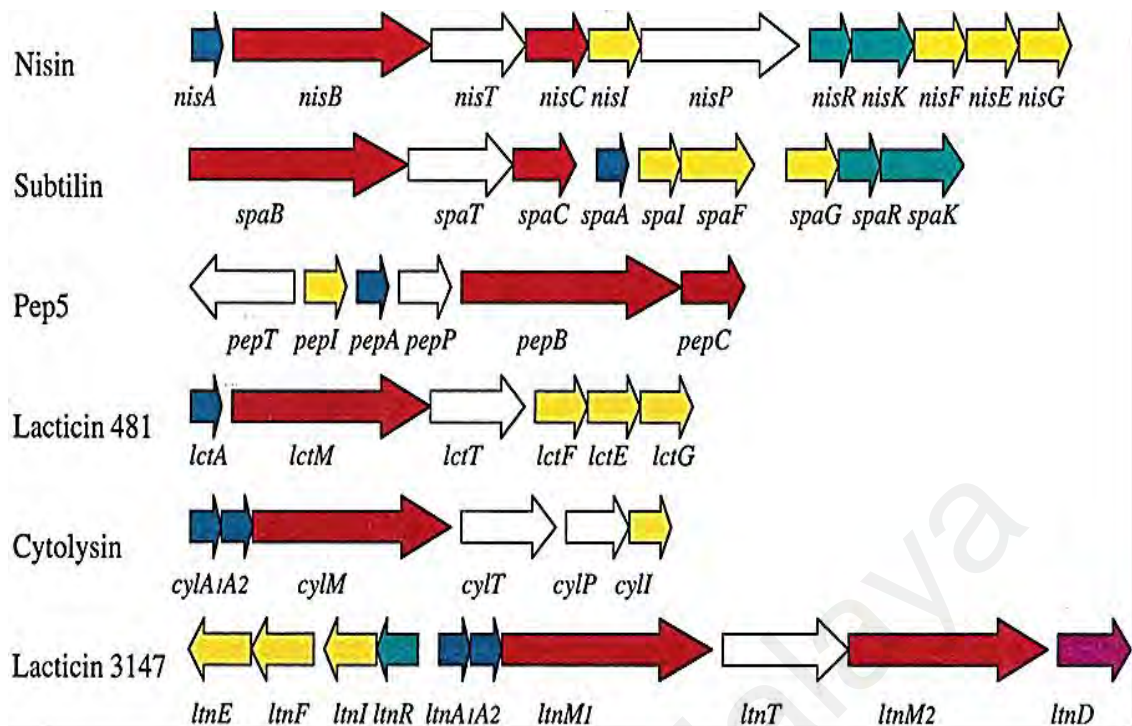 Nisin
nisA nisB nisT nisC nisI nisP nisR nisK nisF nisE nisG
Subtilin
spaB spaT spaC spaA spaI spaF spaG spaR spaK
Pep5
pepT pepI pepA pepP pepB pepC
Lacticin 481
lctA lctM lctT lctF lctE lctG
Cytolysin
cylA1A2 cylM cylT cylP cylI
Lacticin 3147
ltnE ltnF ltnI ltnR ltnA1A2 ltnM1 ltnT ltnM2 ltnD